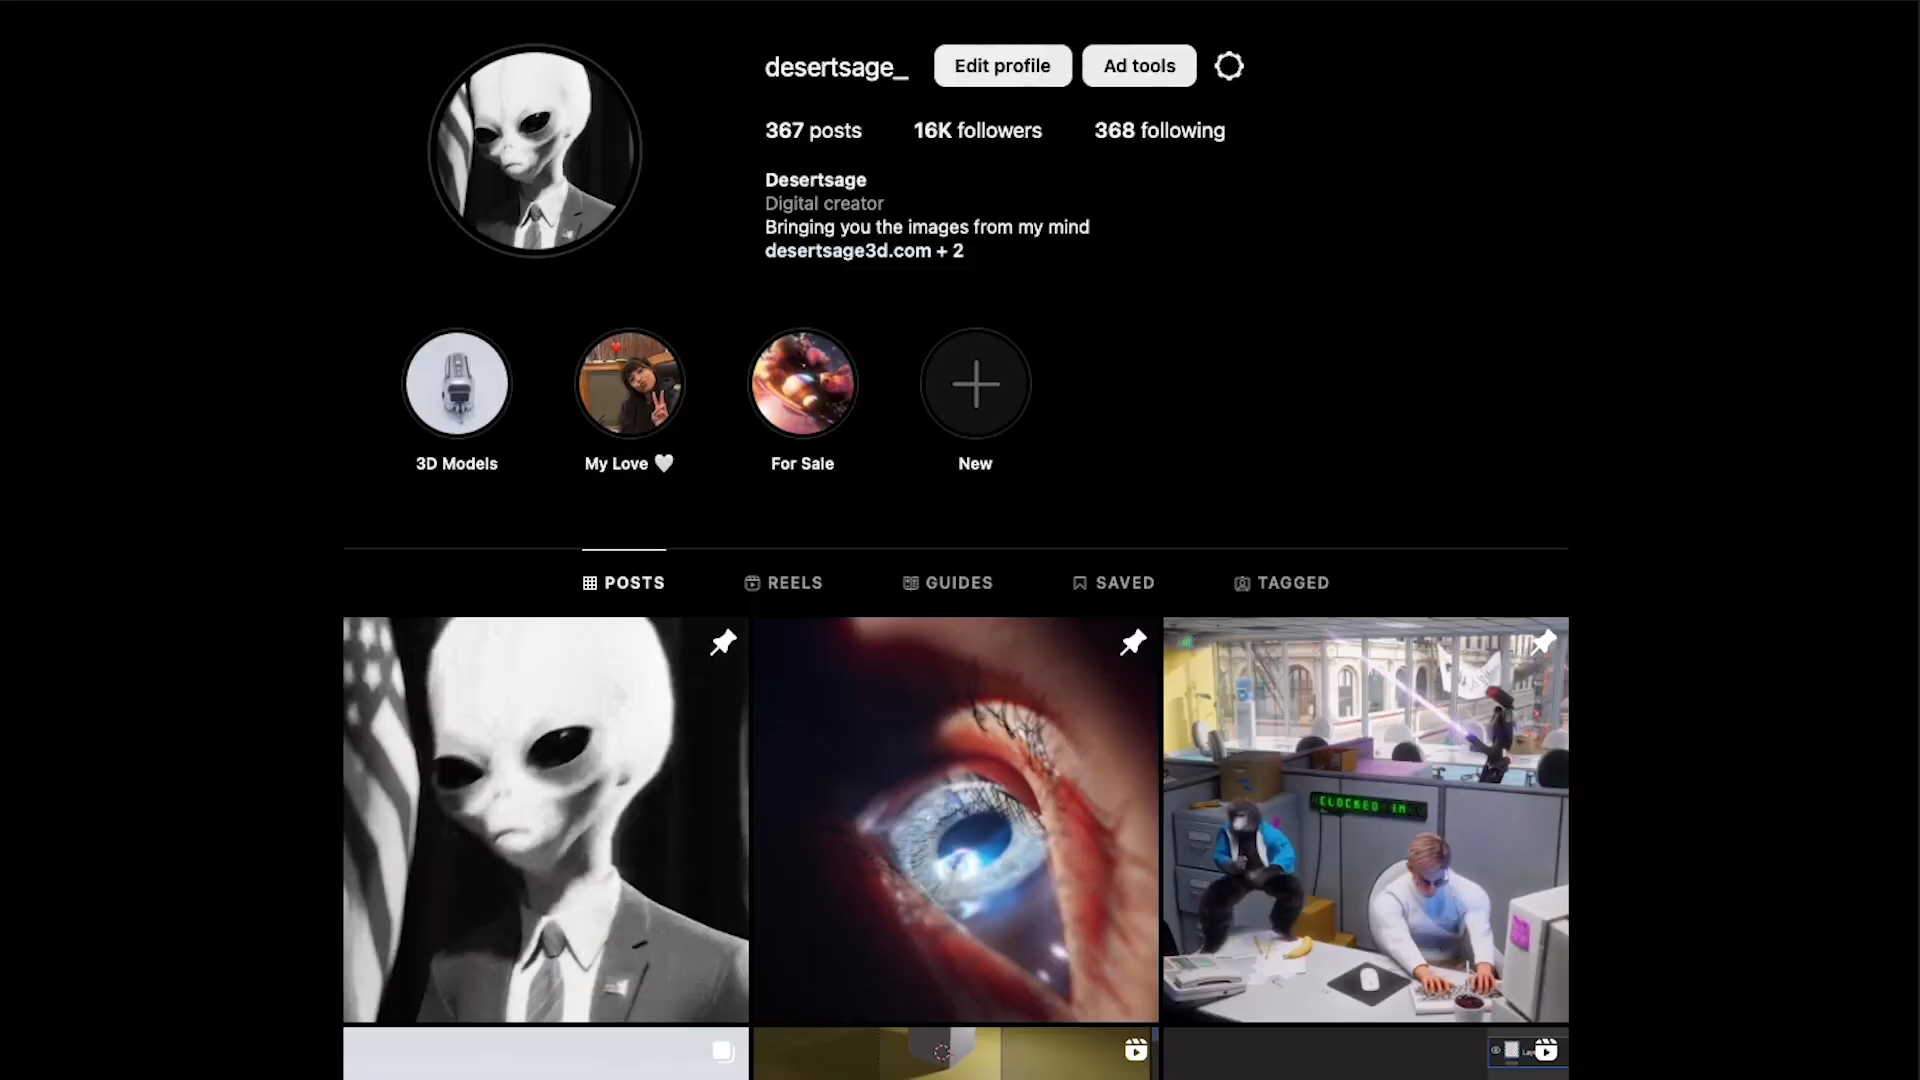 desertsage_ Edit profile Ad tools
367 posts 16K followers 368 following
Desertsage
Digital creator
Bringing you the images from my mind
desertsage3d.com + 2
3D Models My Love 🤍 For Sale New
POSTS REELS GUIDES SAVED TAGGED
CLOCKED IN